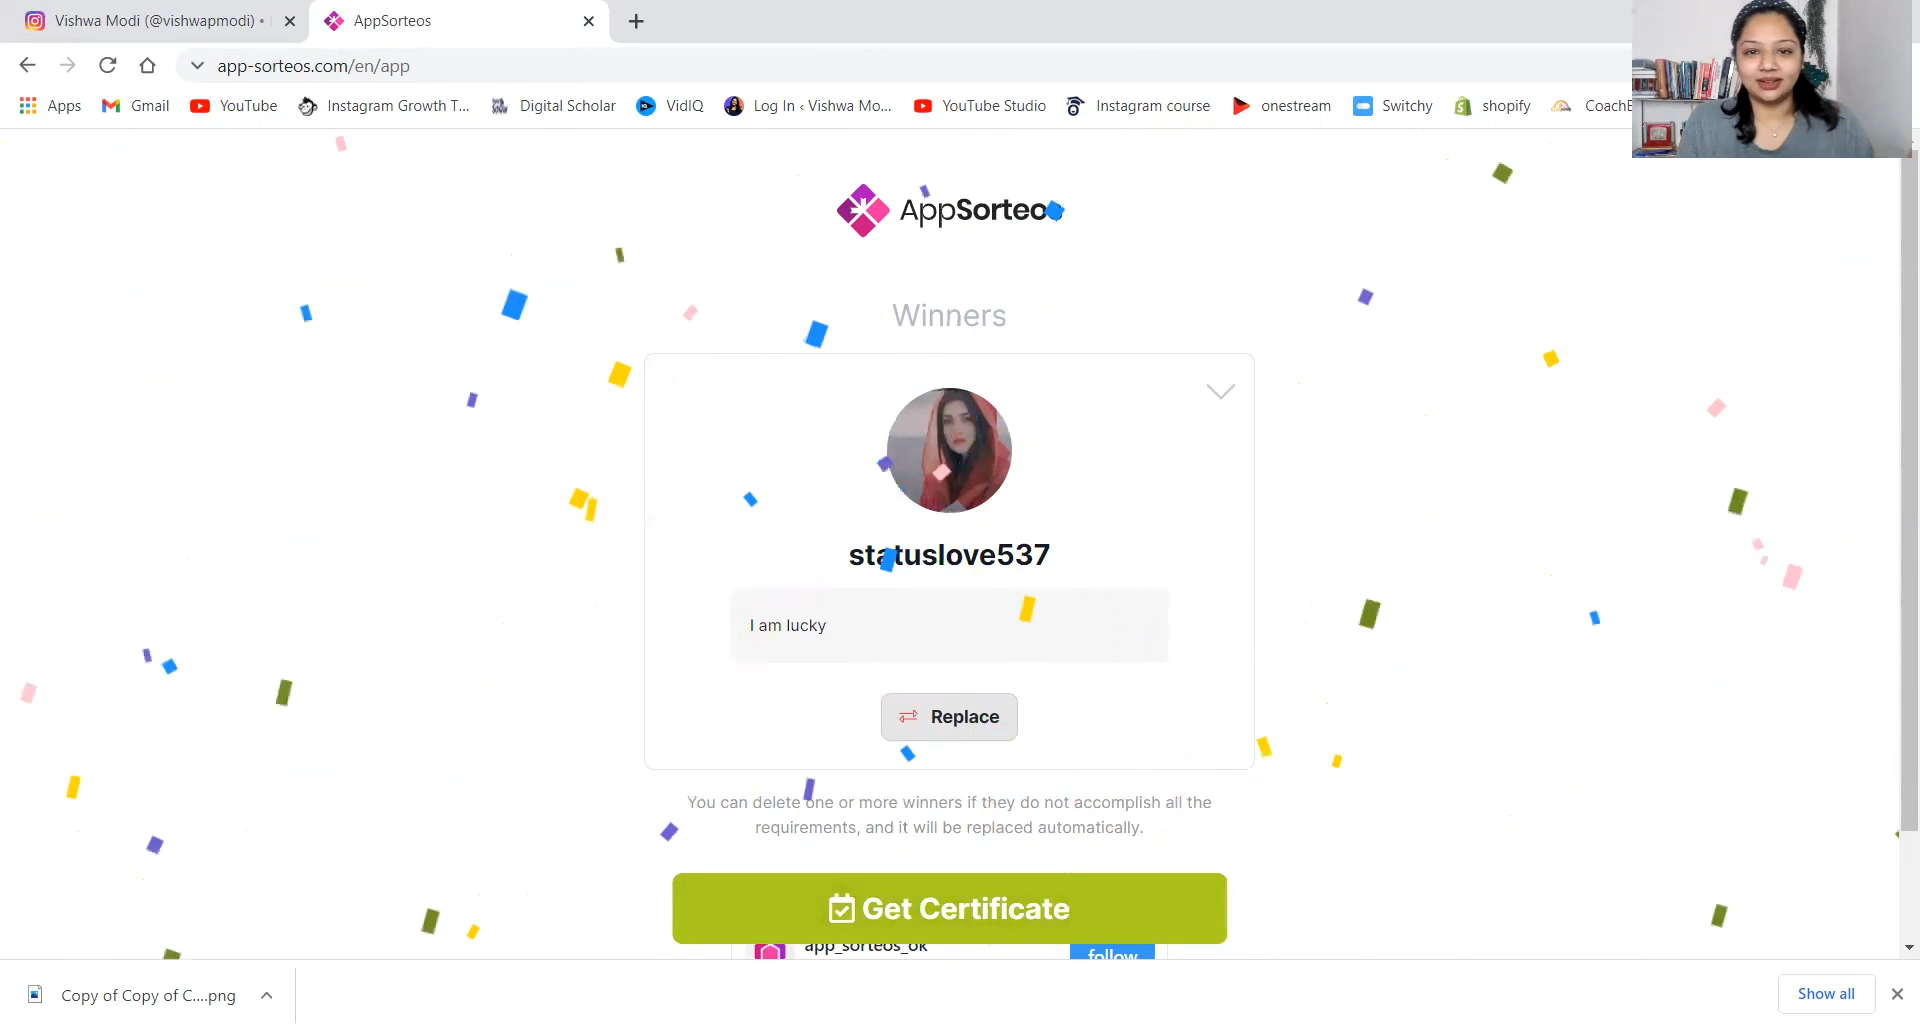 Vishwa Modi (@vishwapmodi) •
AppSorteos
app-sorteos.com/en/app
Apps
Gmail
YouTube
Instagram Growth T...
Digital Scholar
VidIQ
Log In ‹ Vishwa Mo...
YouTube Studio
Instagram course
onestream
Switchy
shopify
CoachE
AppSorteos
Winners
statuslove537
I am lucky
Replace
You can delete one or more winners if they do not accomplish all the
requirements, and it will be replaced automatically.
Get Certificate
app_sorteos_ok
follow
Copy of Copy of C....png
Show all